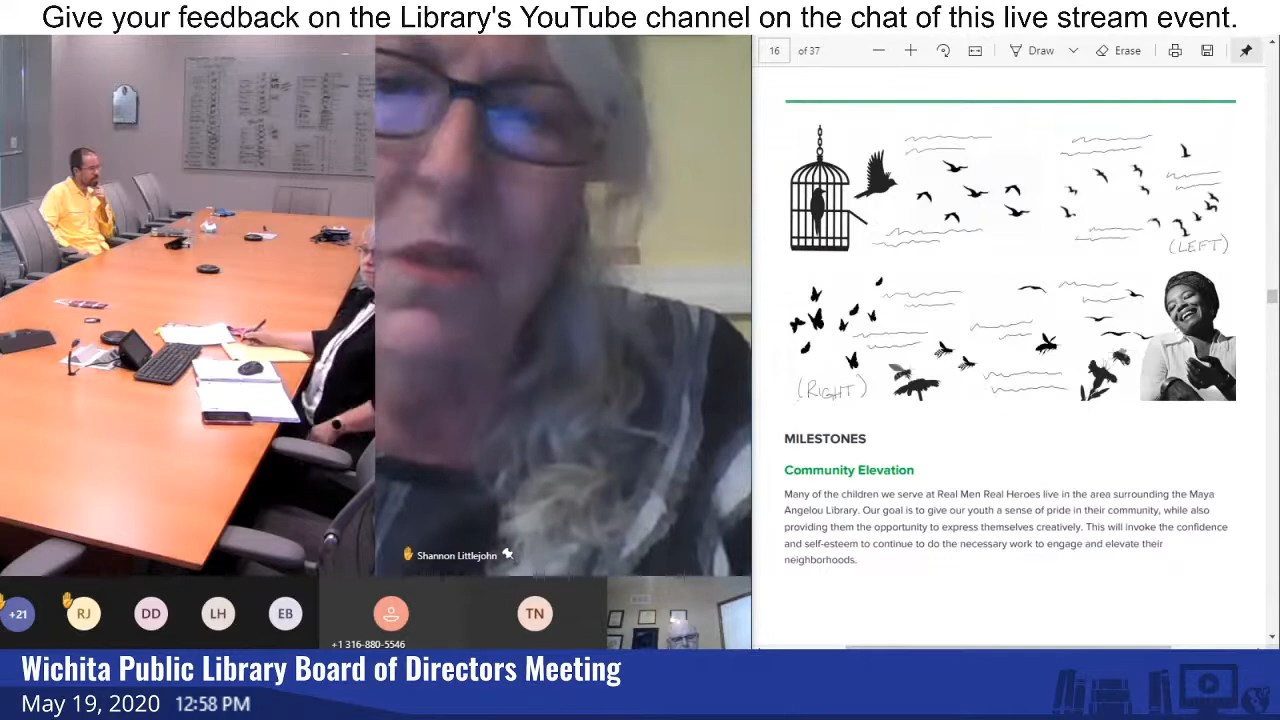 Give your feedback on the Library's YouTube channel on the chat of this live stream event.
16 of 37
Draw
Erase
(LEFT)
(RIGHT)
MILESTONES
Community Elevation
Many of the children we serve at Real Men Real Heroes live in the area surrounding the Maya
Angelou Library. Our goal is to give our youth a sense of pride in their community, while also
providing them the opportunity to express themselves creatively. This will invoke the confidence
and self-esteem to continue to do the necessary work to engage and elevate their
neighborhoods.
Shannon Littlejohn
+21
RJ
DD
LH
EB
+1 316-880-5546
TN
Wichita Public Library Board of Directors Meeting
May 19, 2020 12:58 PM